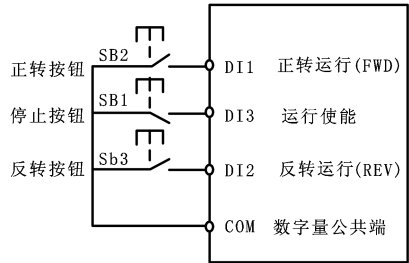 SB2 正转按钮 DI1 正转运行(FWD)
SB1 停止按钮 DI3 运行使能
Sb3 反转按钮 DI2 反转运行(REV)
COM 数字量公共端